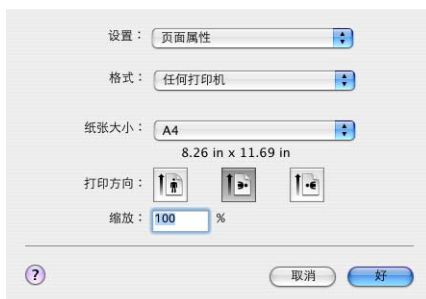 设置： 页面属性
格式： 任何打印机
纸张大小： A4
8.26 in x 11.69 in
打印方向：
缩放： 100 %
? 取消 好